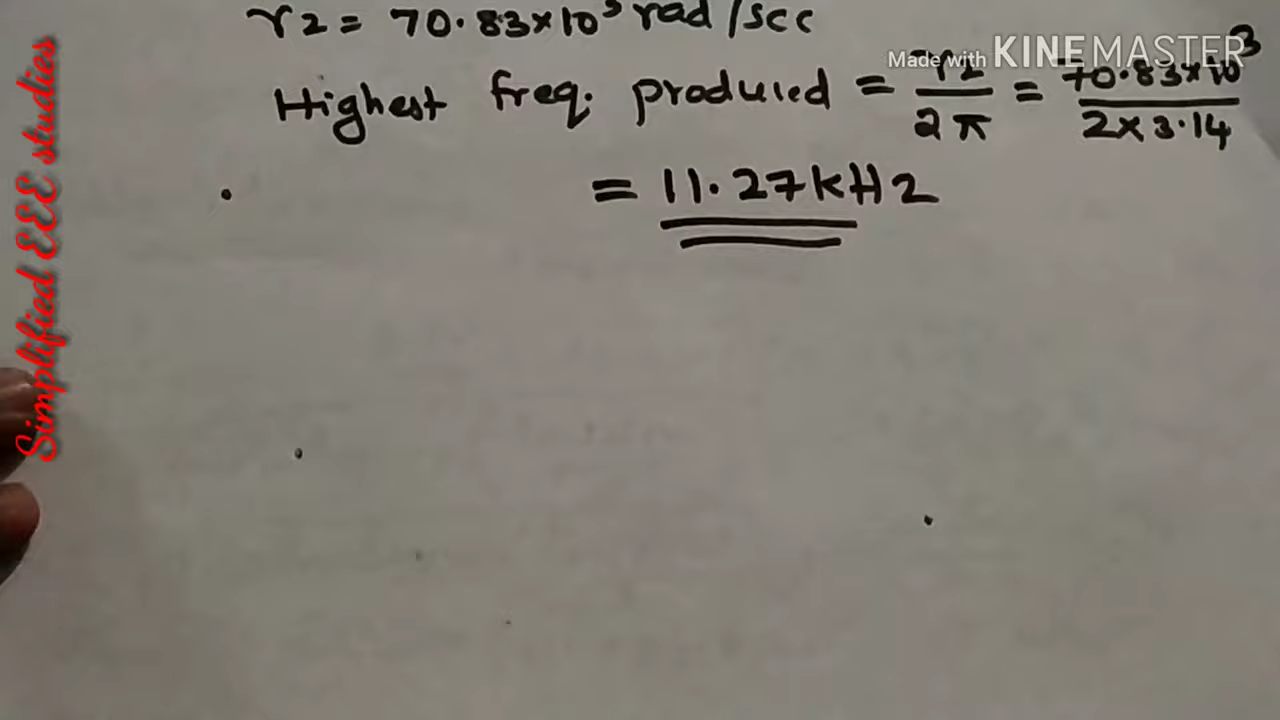 r2 = 70.83×10³ rad/sec
Made with KINEMASTER
Highest freq. produced = r2/2π = 70.83×10³/2×3.14
= 11.27kHz
Simplified EEE studies